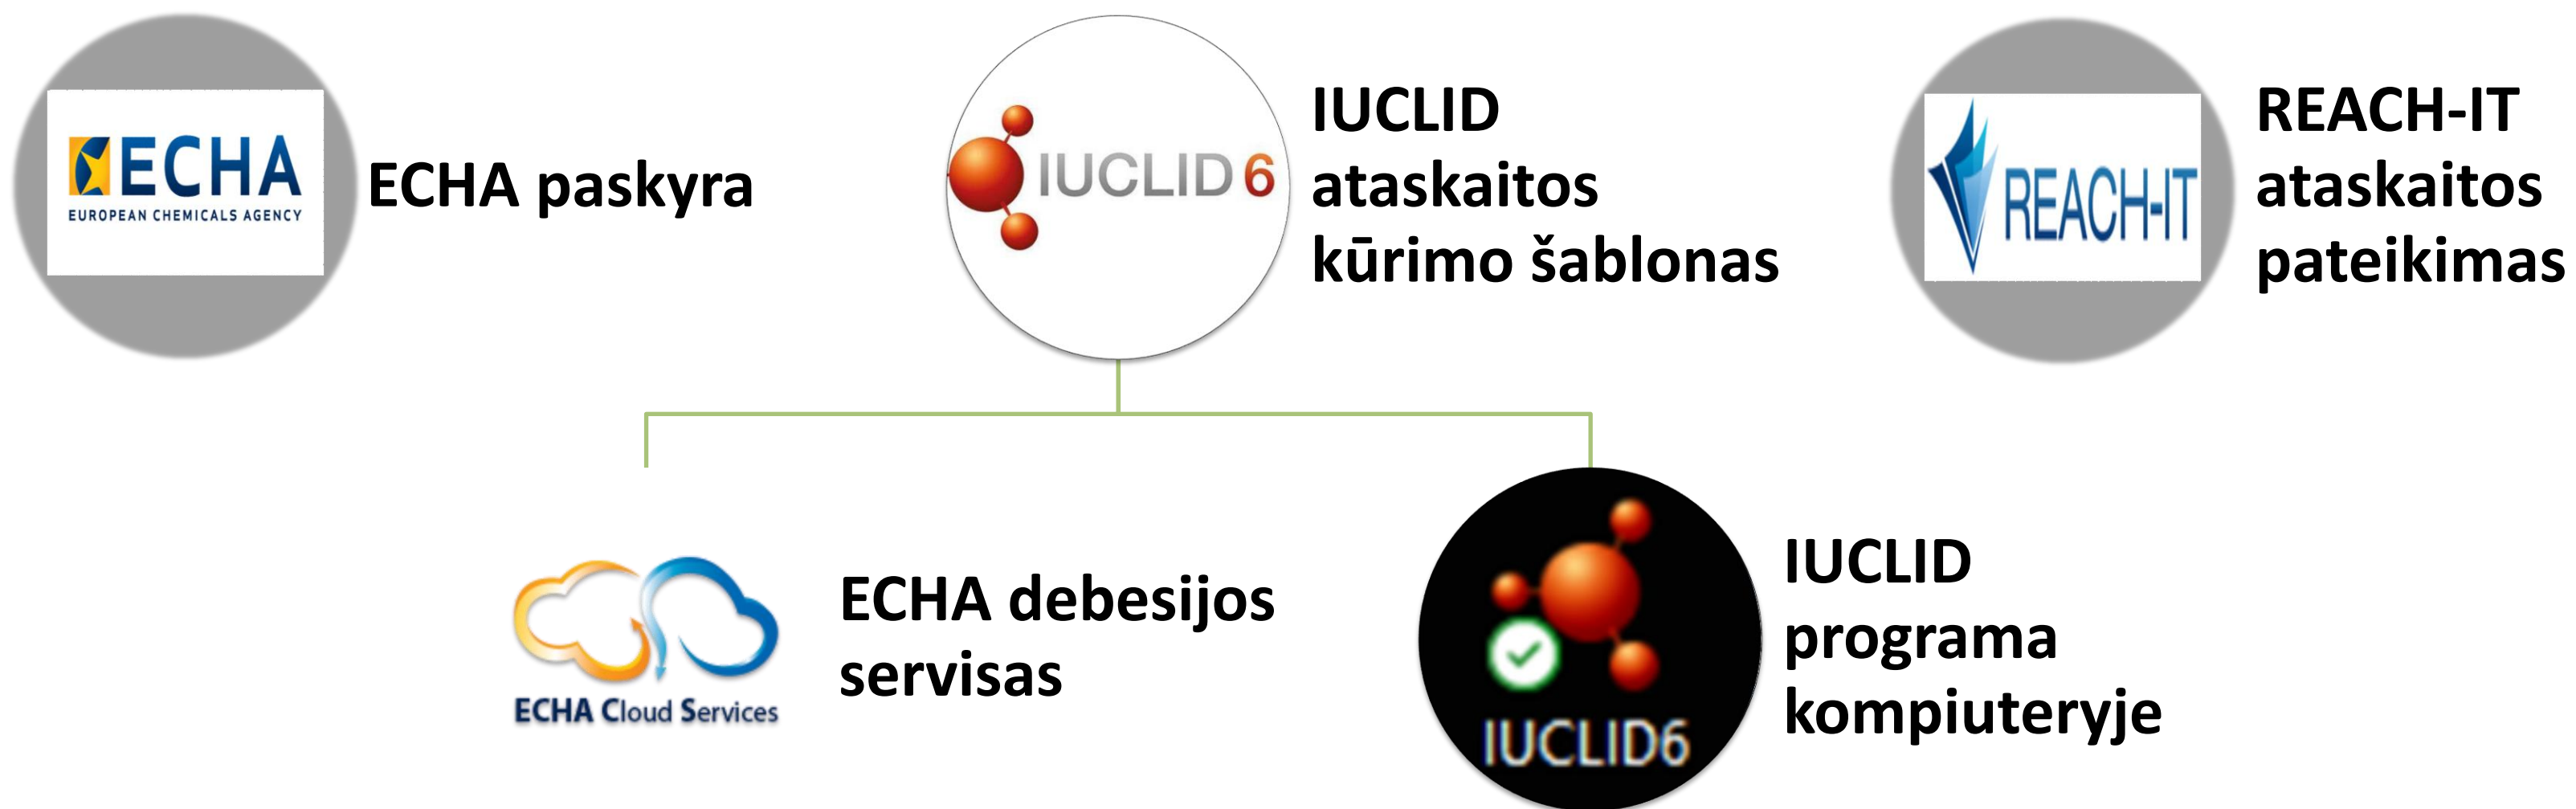 ECHA
EUROPEAN CHEMICALS AGENCY
ECHA paskyra
IUCLID 6
IUCLID
ataskaitos
kūrimo šablonas
REACH-IT
REACH-IT
ataskaitos
pateikimas
ECHA Cloud Services
ECHA debesijos
servisas
IUCLID6
IUCLID
programa
kompiuteryje